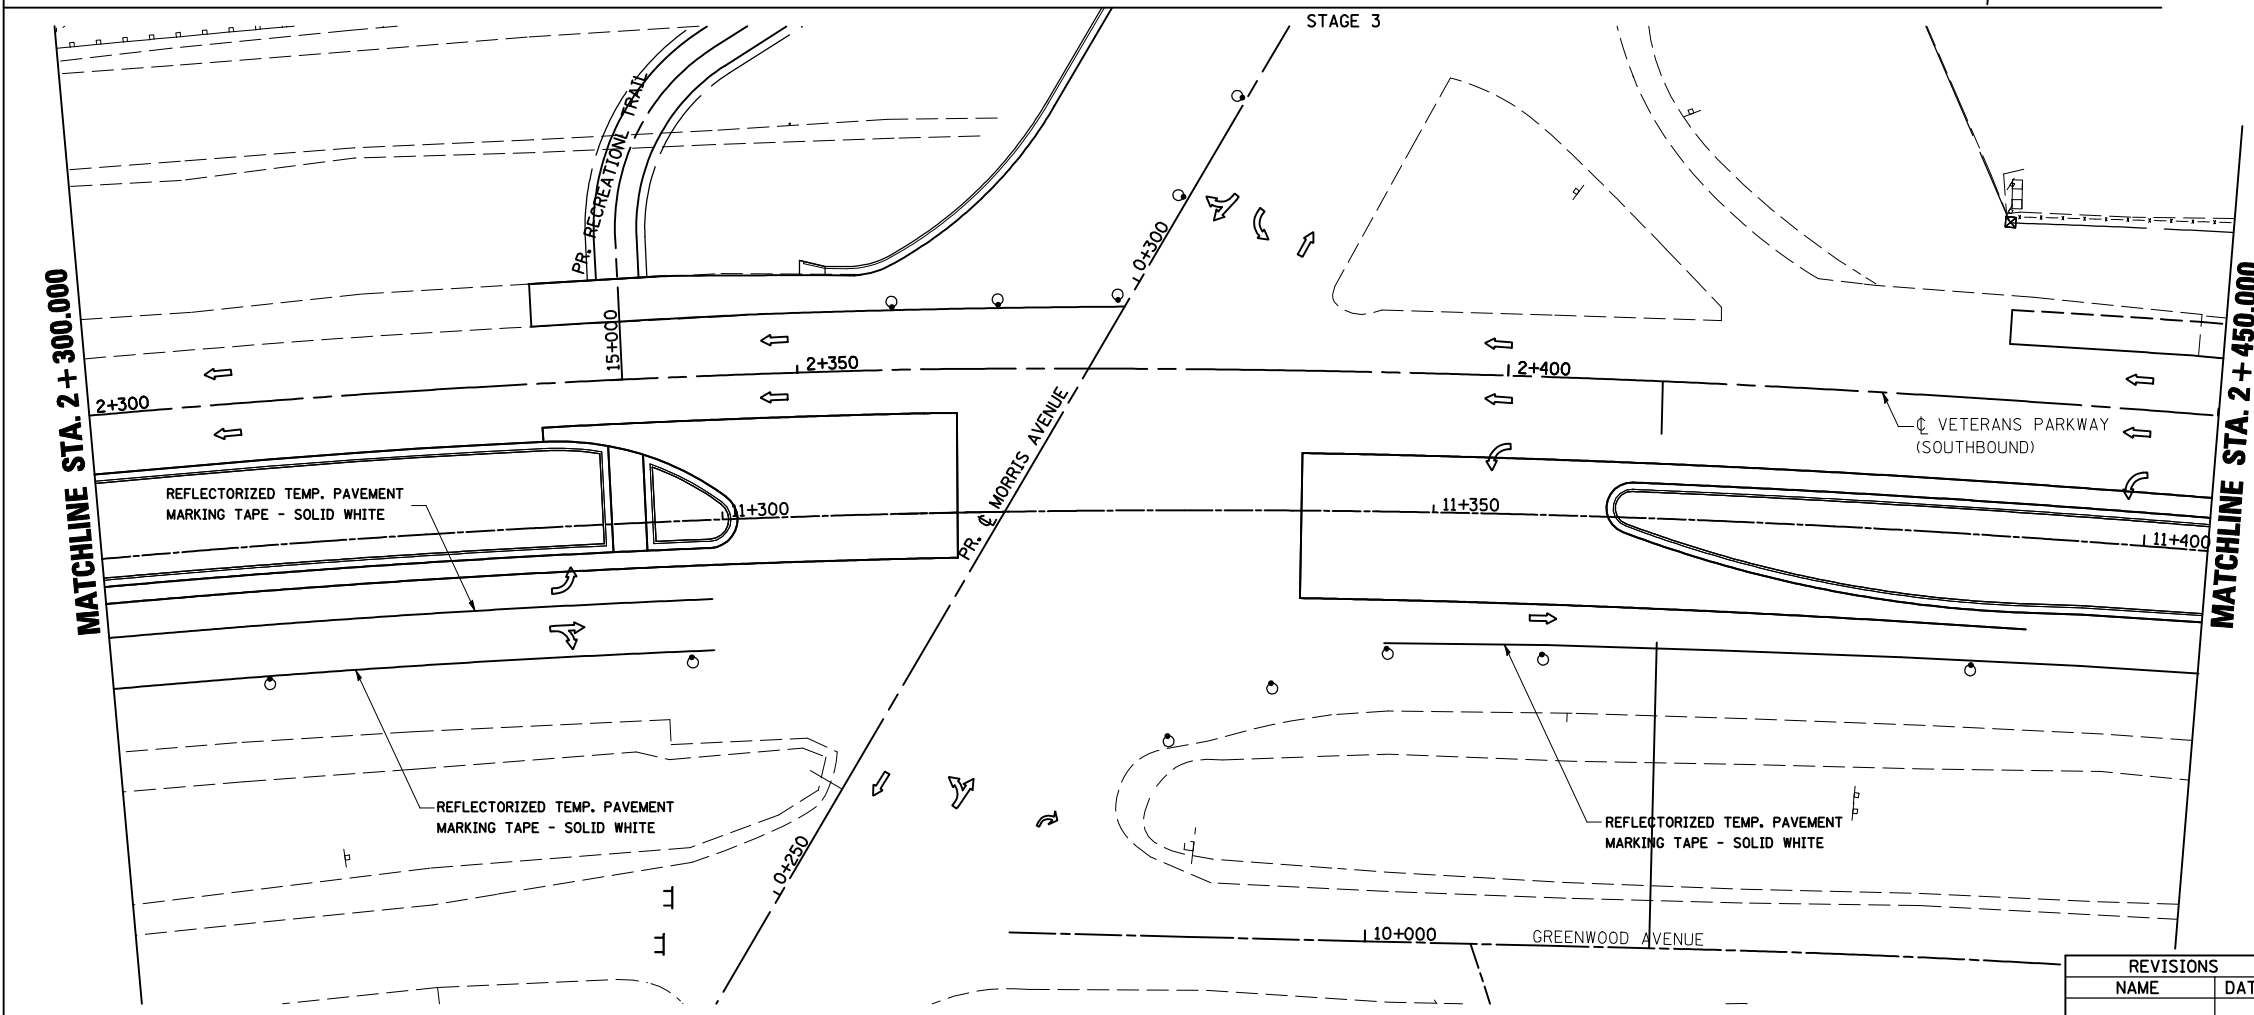 STAGE 3
PR. RECREATIONL TRAIL
0+300
MATCHLINE STA. 2+300.000
MATCHLINE STA. 2+450.000
15+000
2+350
2+400
2+300
PR. ℄ MORRIS AVENUE
℄ VETERANS PARKWAY
(SOUTHBOUND)
REFLECTORIZED TEMP. PAVEMENT
MARKING TAPE - SOLID WHITE
11+300
11+350
11+400
REFLECTORIZED TEMP. PAVEMENT
MARKING TAPE - SOLID WHITE
REFLECTORIZED TEMP. PAVEMENT
MARKING TAPE - SOLID WHITE
0+250
10+000
GREENWOOD AVENUE
REVISIONS
NAME
DAT